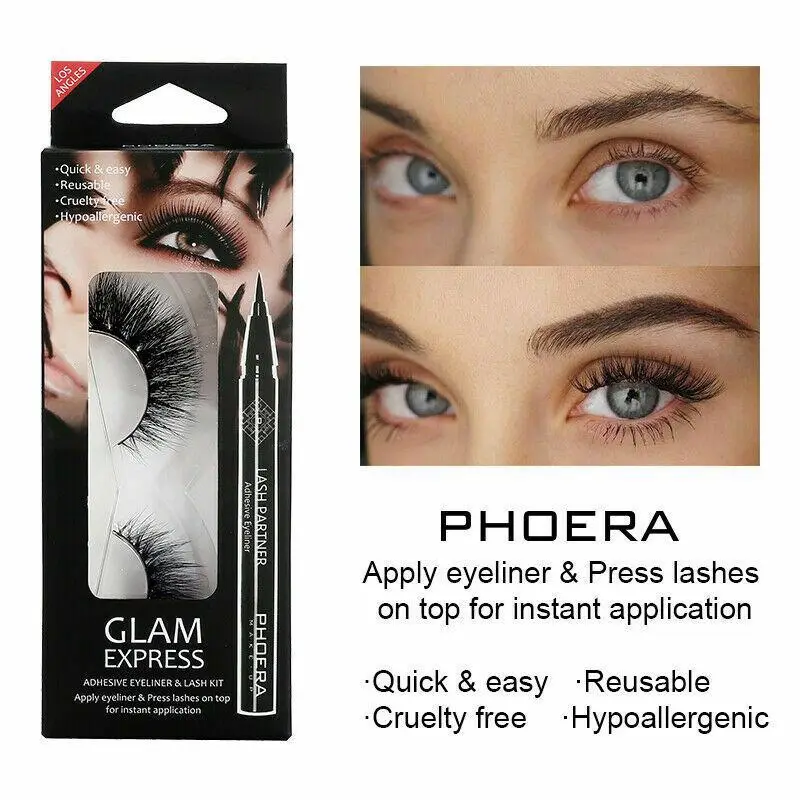 LOS
ANGLES
PHOERA
·Quick & easy
·Reusable
·Cruelty free
·Hypoallergenic
LASH PARTNER
Adhesive Eyeliner
PHOERA
MAKE UP
GLAM
EXPRESS
ADHESIVE EYELINER & LASH KIT
Apply eyeliner & Press lashes on top
for instant application
PHOERA
Apply eyeliner & Press lashes
on top for instant application
·Quick & easy ·Reusable
·Cruelty free ·Hypoallergenic